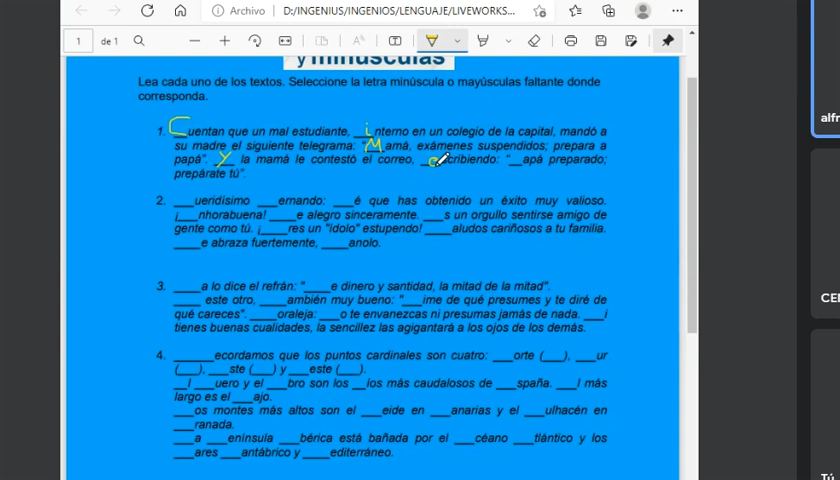 Archivo
D:/INGENIUS/INGENIOS/LENGUAJE/LIVEWORKS...
1 de 1
y minúsculas
Lea cada uno de los textos. Seleccione la letra minúscula o mayúsculas faltante donde
corresponda.
1. Cuentan que un mal estudiante, interno en un colegio de la capital, mandó a
su madre el siguiente telegrama: "Mamá, exámenes suspendidos; prepara a
papá". Y la mamá le contestó el correo, __cribiendo: "__apá preparado;
prepárate tú".
2. ___ueridísimo ___ernando: ___é que has obtenido un éxito muy valioso.
¡___nhorabuena! ____e alegro sinceramente. ___s un orgullo sentirse amigo de
gente como tú. ¡____res un "ídolo" estupendo! ____aludos cariñosos a tu familia.
____e abraza fuertemente, ____anolo.
3. ____a lo dice el refrán: "____e dinero y santidad, la mitad de la mitad".
____ este otro, ____ambién muy bueno: "___ime de qué presumes y te diré de
qué careces". ____oraleja: ___o te envanezcas ni presumas jamás de nada. ___i
tienes buenas cualidades, la sencillez las agigantará a los ojos de los demás.
4. ______ecordamos que los puntos cardinales son cuatro: ___orte (___), ___ur
(___), ___ste (___) y ___este (___).
__l ___uero y el ___bro son los __los más caudalosos de ___spaña. ___l más
largo es el ___ajo.
___os montes más altos son el ___eide en ___anarias y el ___ulhacén en
___ranada.
___a ___enínsula ___bérica está bañada por el ___céano ___tlántico y los
___ares ___antábrico y ____editerráneo.
alfr
CEN
Tú